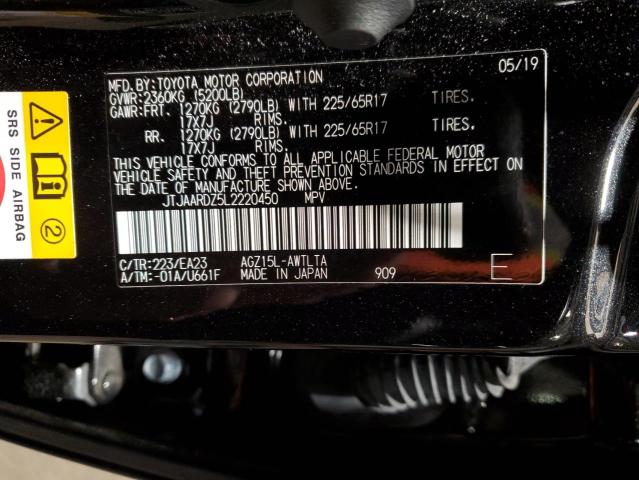 05/19
MFD.BY:TOYOTA MOTOR CORPORATION
GVWR:2360KG (5200LB)
GAWR:FRT. 1270KG (2790LB) WITH 225/65R17 TIRES.
17X7J RIMS.
RR. 1270KG (2790LB) WITH 225/65R17 TIRES.
17X7J RIMS.
THIS VEHICLE CONFORMS TO ALL APPLICABLE FEDERAL MOTOR
VEHICLE SAFETY AND THEFT PREVENTION STANDARDS IN EFFECT ON
THE DATE OF MANUFACTURE SHOWN ABOVE.
JTJAARDZ5L2220450 MPV
C/TR:223/EA23 AGZ15L-AWTLTA
A/TM:-01A/U661F MADE IN JAPAN 909 E
SRS SIDE AIRBAG
2